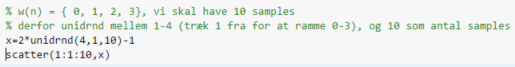 % w(n) = { 0, 1, 2, 3}, vi skal have 10 samples
% derfor unidrnd mellem 1-4 (træk 1 fra for at ramme 0-3), og 10 som antal samples
x=2*unidrnd(4,1,10)-1
scatter(1:1:10,x)